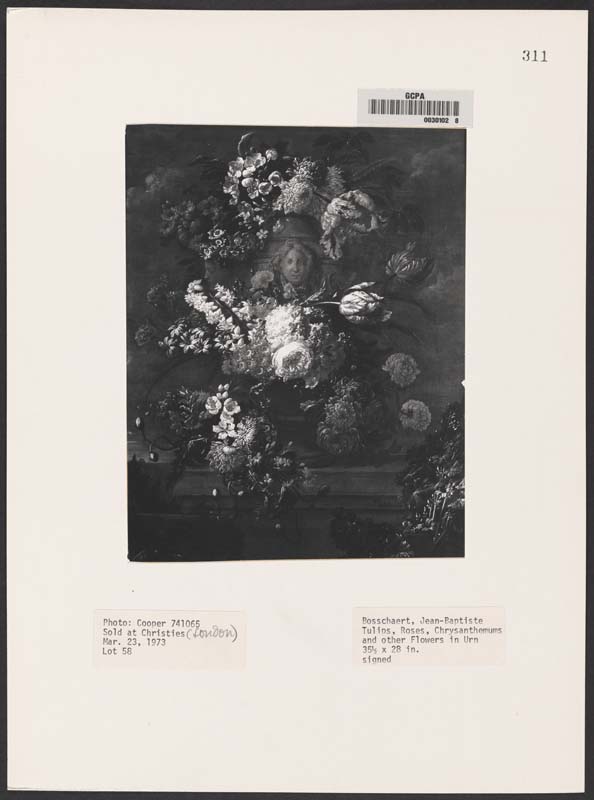 311
GCPA
0030102 8
Photo: Cooper 741065
Sold at Christies (London)
Mar. 23, 1973
Lot 58
Bosschaert, Jean-Baptiste
Tulips, Roses, Chrysanthemums
and other Flowers in Urn
35½ x 28 in.
signed